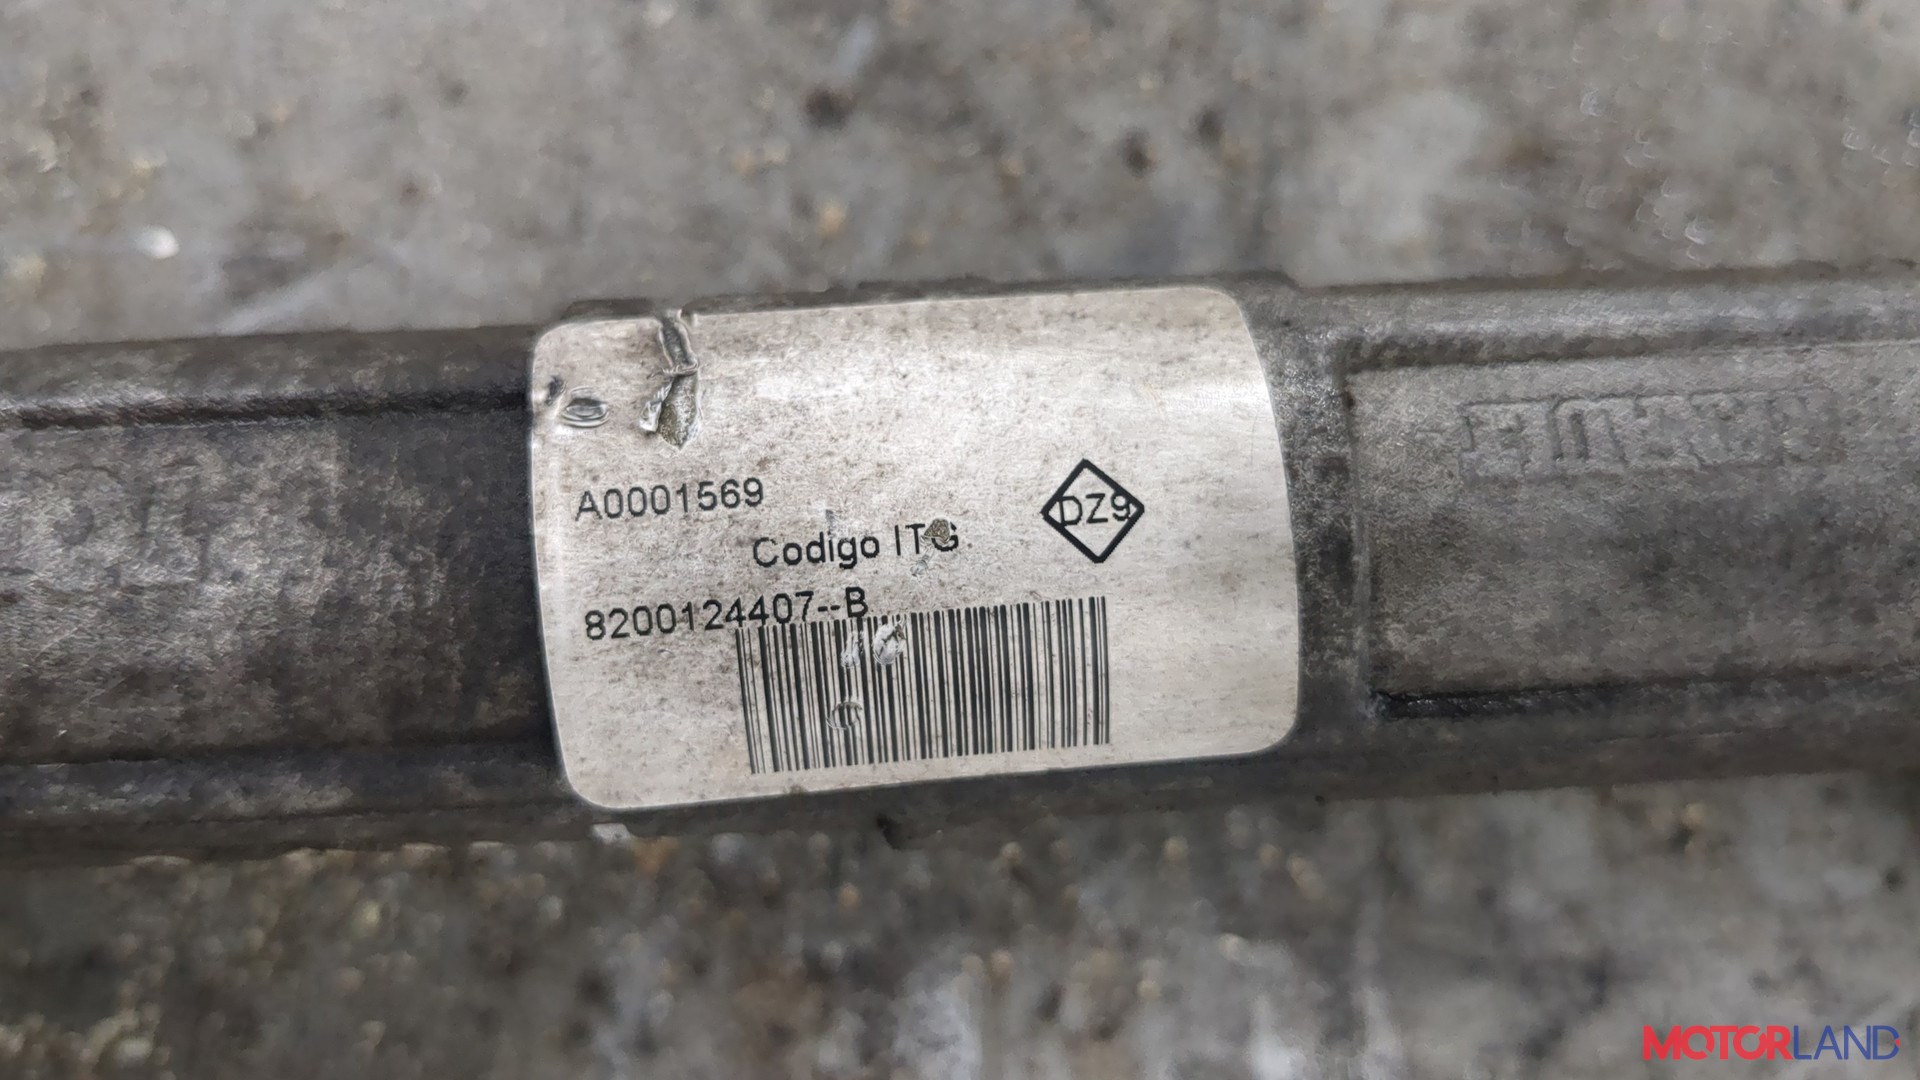 A0001569
DZ9
Codigo ITG
8200124407--B
MOTORLAND